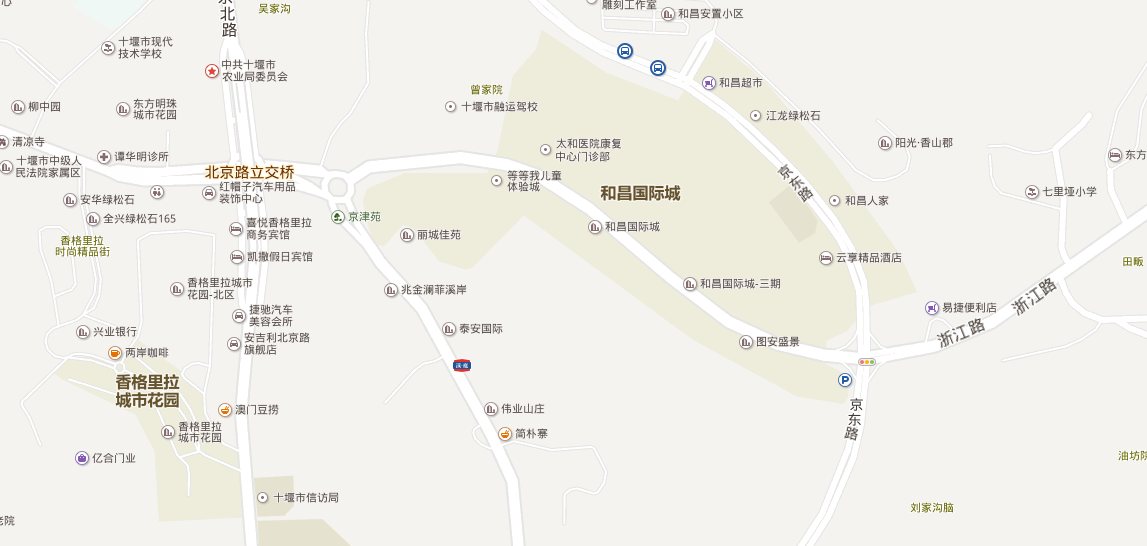 雕刻工作室
和昌安置小区
吴家沟
京北路
十堰市现代
技术学校
中共十堰市
农业局委员会
和昌超市
曾家院
柳中园
东方明珠
城市花园
十堰市融运驾校
江龙绿松石
清凉寺
太和医院康复
中心门诊部
阳光·香山郡
谭华明诊所
十堰市中级人
民法院家属区
东方
北京路立交桥
等等我儿童
体验城
京东路
红帽子汽车用品
装饰中心
和昌国际城
七里垭小学
安华绿松石
和昌人家
全兴绿松石165
京津苑
喜悦香格里拉
商务宾馆
丽城佳苑
和昌国际城
香格里拉
时尚精品街
凯撒假日宾馆
云享精品酒店
田畈
香格里拉城市
花园-北区
兆金澜菲溪岸
和昌国际城-三期
浙江路
捷驰汽车
美容会所
易捷便利店
兴业银行
泰安国际
浙江路
安吉利北京路
旗舰店
图安盛景
两岸咖啡
香格里拉
城市花园
P
澳门豆捞
伟业山庄
京东路
香格里拉
城市花园
简朴寨
亿合门业
油坊院
十堰市信访局
刘家沟脑
老院